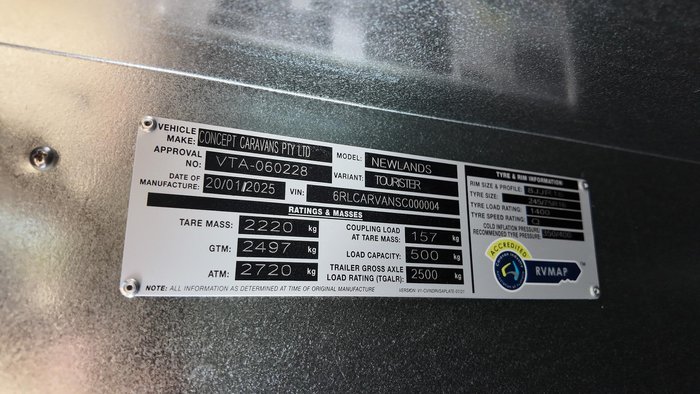 VEHICLE MAKE: CONCEPT CARAVANS PTY LTD
APPROVAL NO: VTA-060228
DATE OF MANUFACTURE: 20/01/2025
MODEL: NEWLANDS
VARIANT: TOURISTER
VIN: 6RLCARVANSC000004
RATINGS & MASSES
TARE MASS: 2220 kg
GTM: 2497 kg
ATM: 2720 kg
COUPLING LOAD AT TARE MASS: 157 kg
LOAD CAPACITY: 500 kg
TRAILER GROSS AXLE LOAD RATING (TGALR): 2500 kg
TYRE & RIM INFORMATION
RIM SIZE & PROFILE:
TYRE SIZE: 245/75R16
TYRE LOAD RATING: 1400
TYRE SPEED RATING: Q
COLD INFLATION PRESSURE/
RECOMMENDED TYRE PRESSURE:
ACCREDITED
RVMAP™
NOTE: ALL INFORMATION AS DETERMINED AT TIME OF ORIGINAL MANUFACTURE